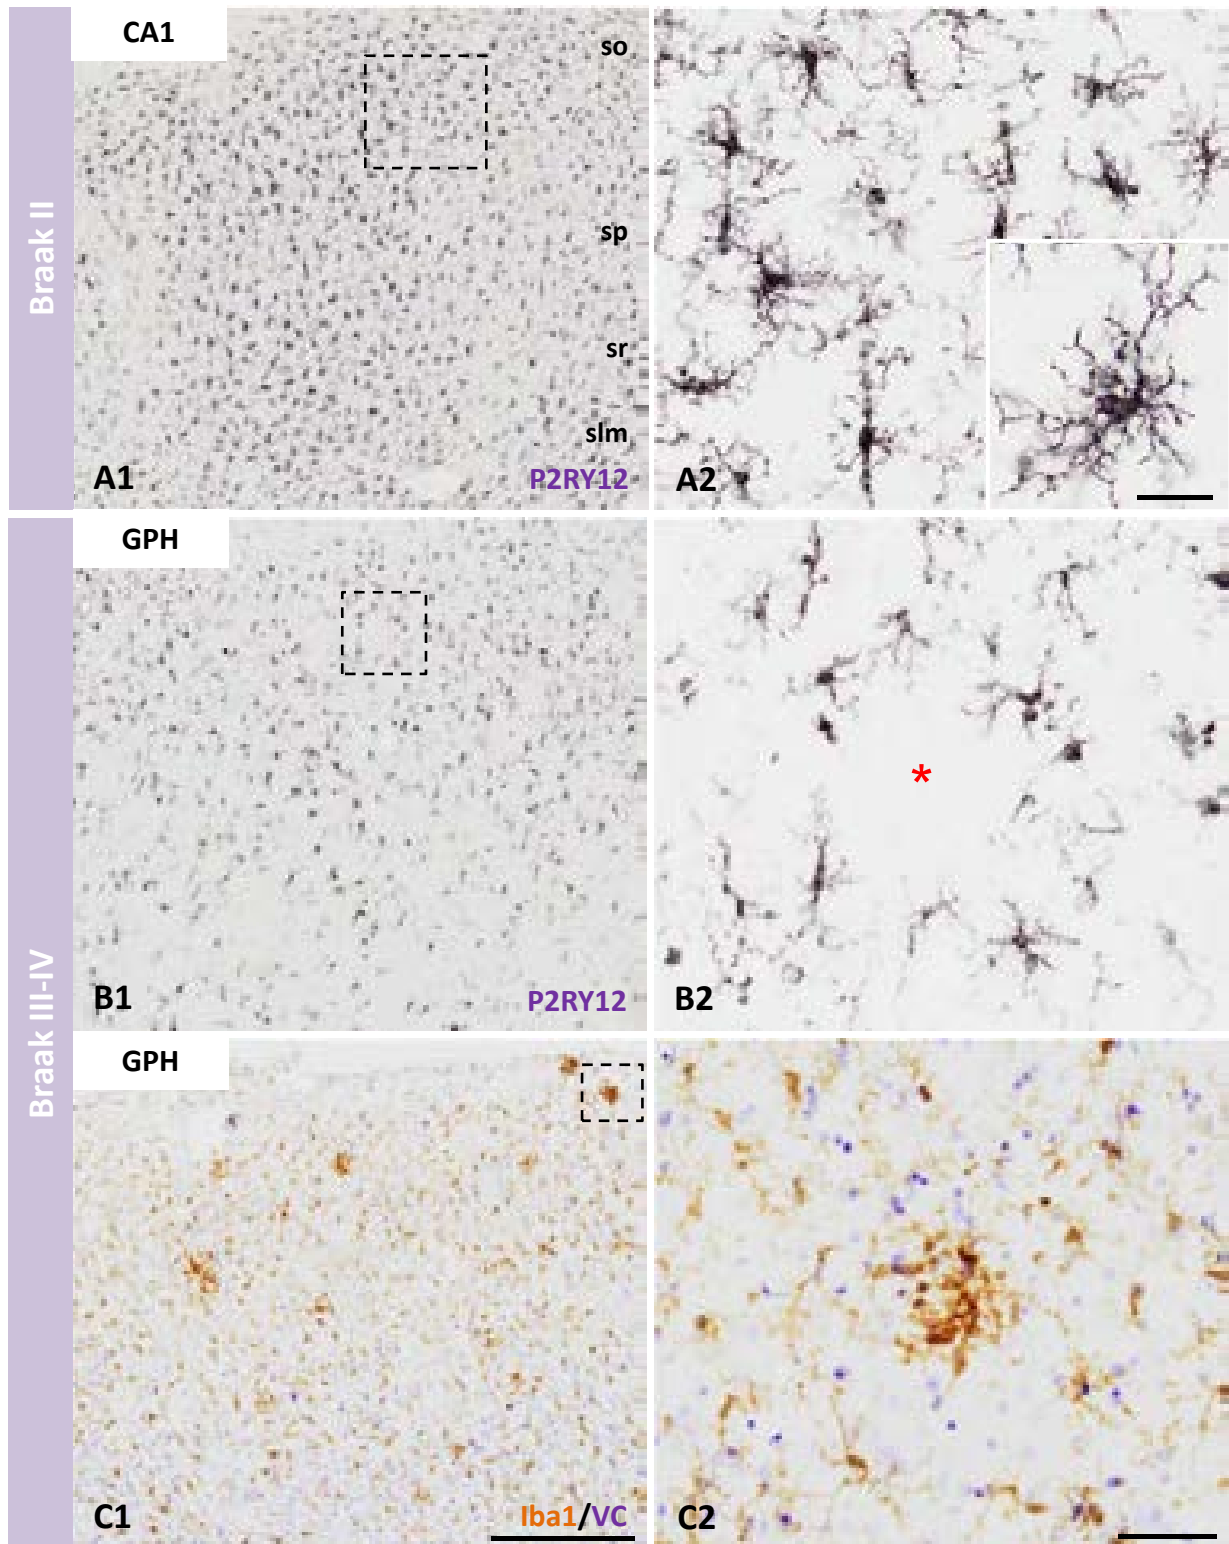 Braak II
CA1
so
sp
sr
slm
A1
P2RY12
A2
Braak III-IV
GPH
B1
P2RY12
*
B2
GPH
C1
Iba1/VC
C2